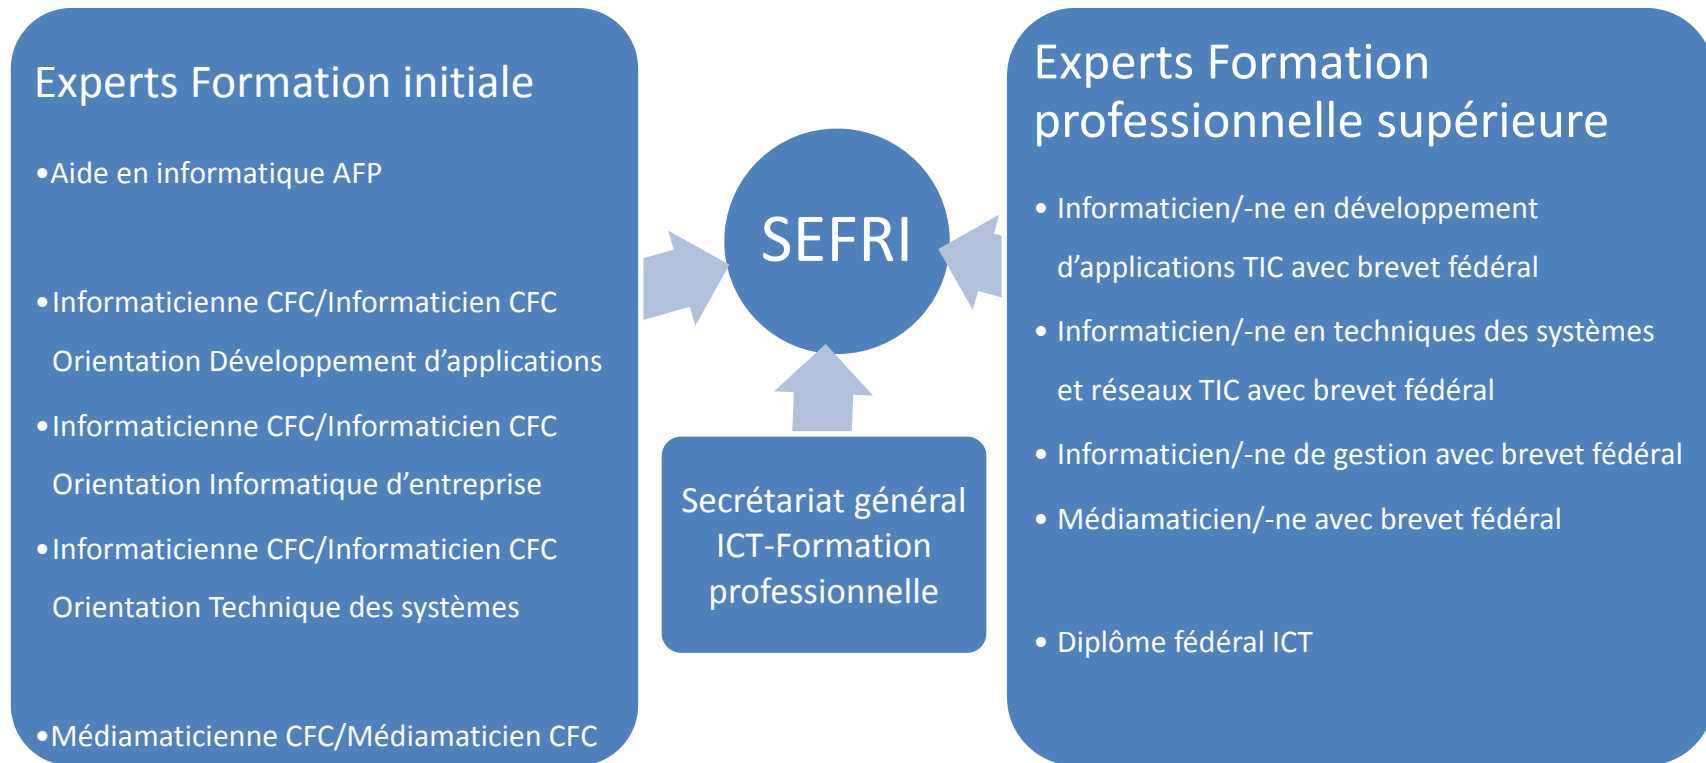 Experts Formation initiale
•Aide en informatique AFP
•Informaticienne CFC/Informaticien CFC
Orientation Développement d’applications
•Informaticienne CFC/Informaticien CFC
Orientation Informatique d’entreprise
•Informaticienne CFC/Informaticien CFC
Orientation Technique des systèmes
•Médiamaticienne CFC/Médiamaticien CFC
SEFRI
Secrétariat général
ICT-Formation
professionnelle
Experts Formation
professionnelle supérieure
• Informaticien/-ne en développement
d’applications TIC avec brevet fédéral
• Informaticien/-ne en techniques des systèmes
et réseaux TIC avec brevet fédéral
• Informaticien/-ne de gestion avec brevet fédéral
• Médiamaticien/-ne avec brevet fédéral
• Diplôme fédéral ICT